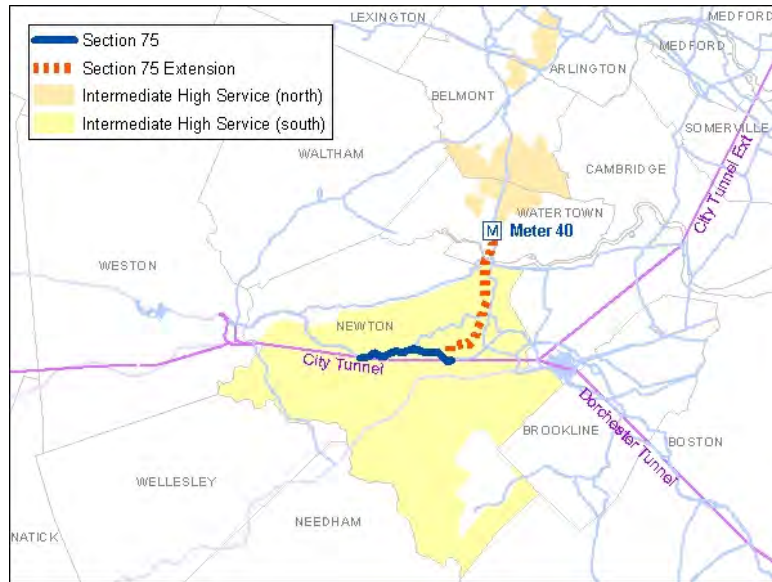 Section 75
Section 75 Extension
Intermediate High Service (north)
Intermediate High Service (south)
LEXINGTON
MEDFORD
MEDFORD
ARLINGTON
BELMONT
SOMERVILLE
WALTHAM
CAMBRIDGE
City Tunnel Ext
WATERTOWN
M Meter 40
WESTON
NEWTON
City Tunnel
Dorchester Tunnel
BROOKLINE
BOSTON
WELLESLEY
NEEDHAM
NATICK